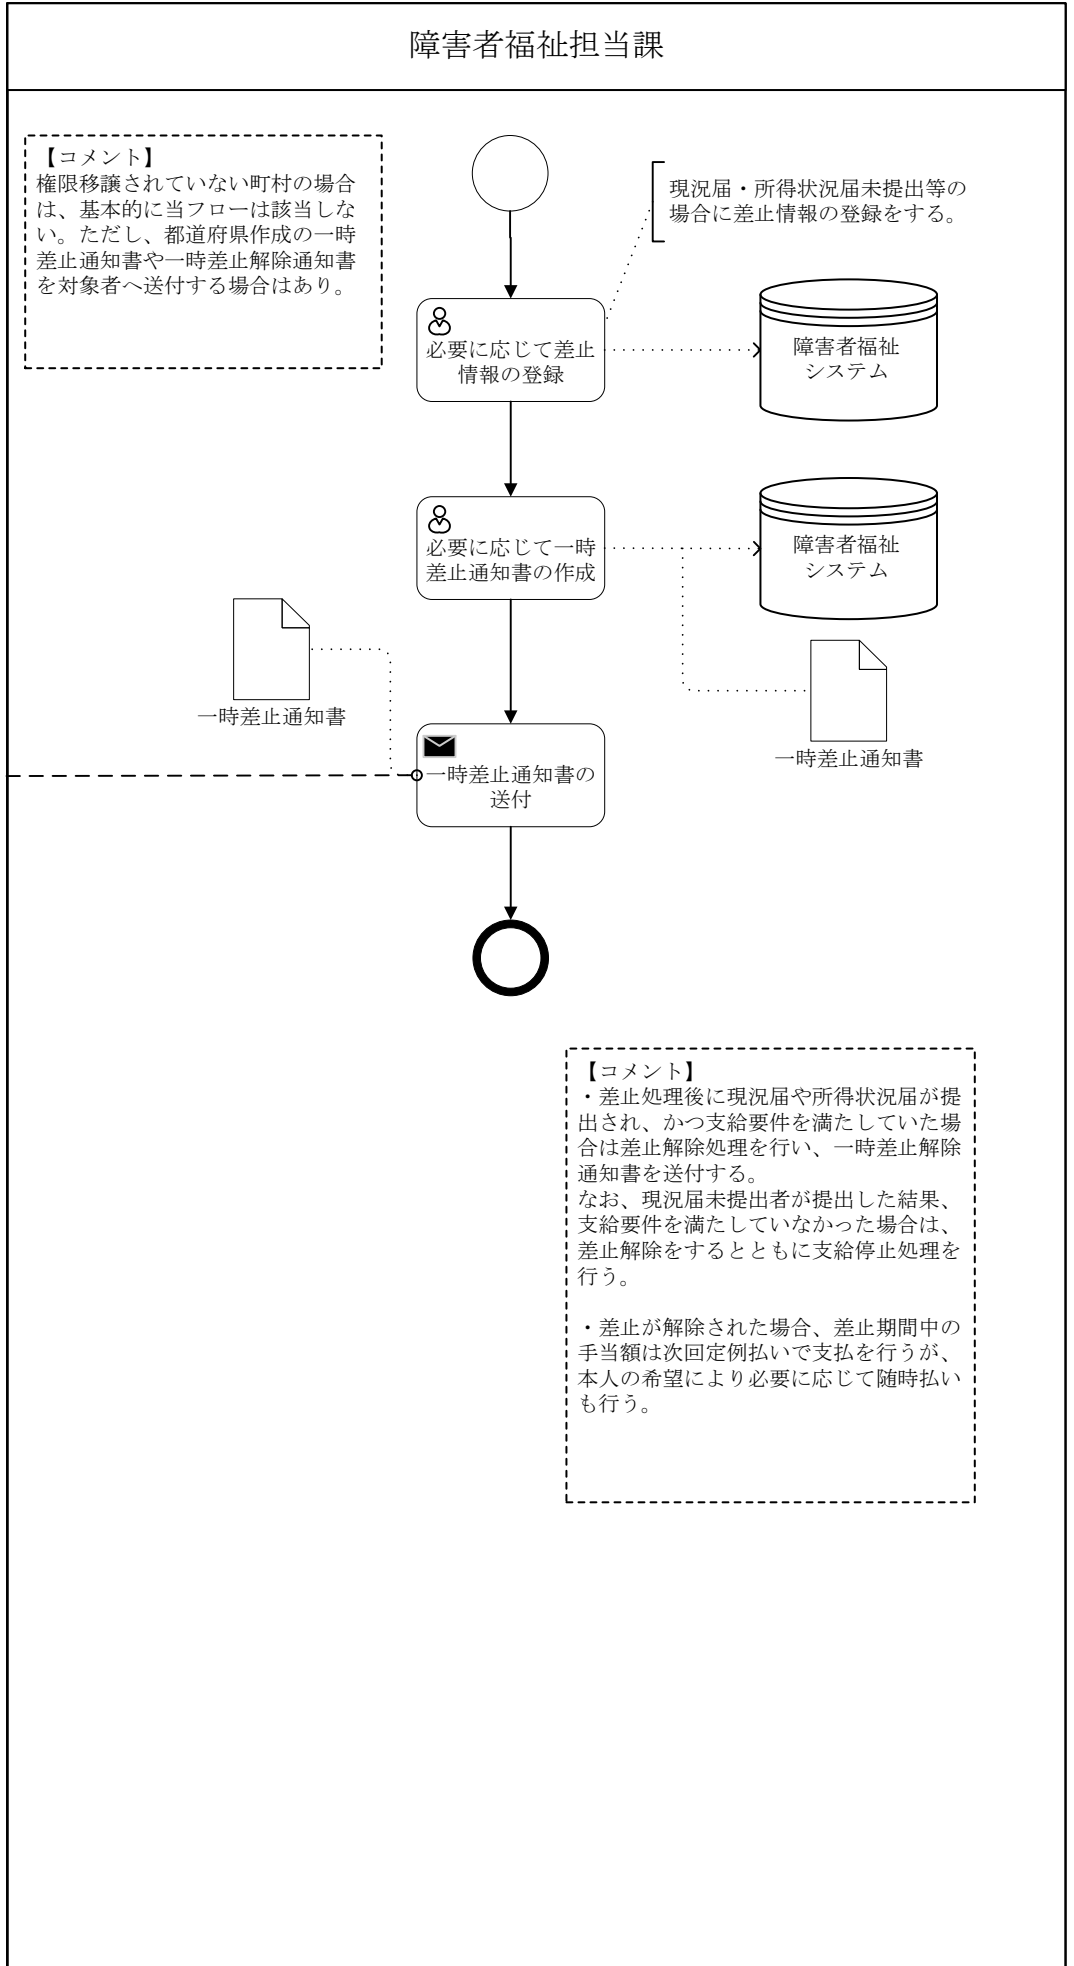 障害者福祉担当課
【コメント】
権限移譲されていない町村の場合
は、基本的に当フローは該当しな
い。ただし、都道府県作成の一時
差止通知書や一時差止解除通知書
を対象者へ送付する場合はあり。
現況届・所得状況届未提出等の
場合に差止情報の登録をする。
必要に応じて差止
情報の登録
障害者福祉
システム
必要に応じて一時
差止通知書の作成
障害者福祉
システム
一時差止通知書
一時差止通知書
一時差止通知書の
送付
【コメント】
・差止処理後に現況届や所得状況届が提
出され、かつ支給要件を満たしていた場
合は差止解除処理を行い、一時差止解除
通知書を送付する。
なお、現況届未提出者が提出した結果、
支給要件を満たしていなかった場合は、
差止解除をするとともに支給停止処理を
行う。
・差止が解除された場合、差止期間中の
手当額は次回定例払いで支払を行うが、
本人の希望により必要に応じて随時払い
も行う。